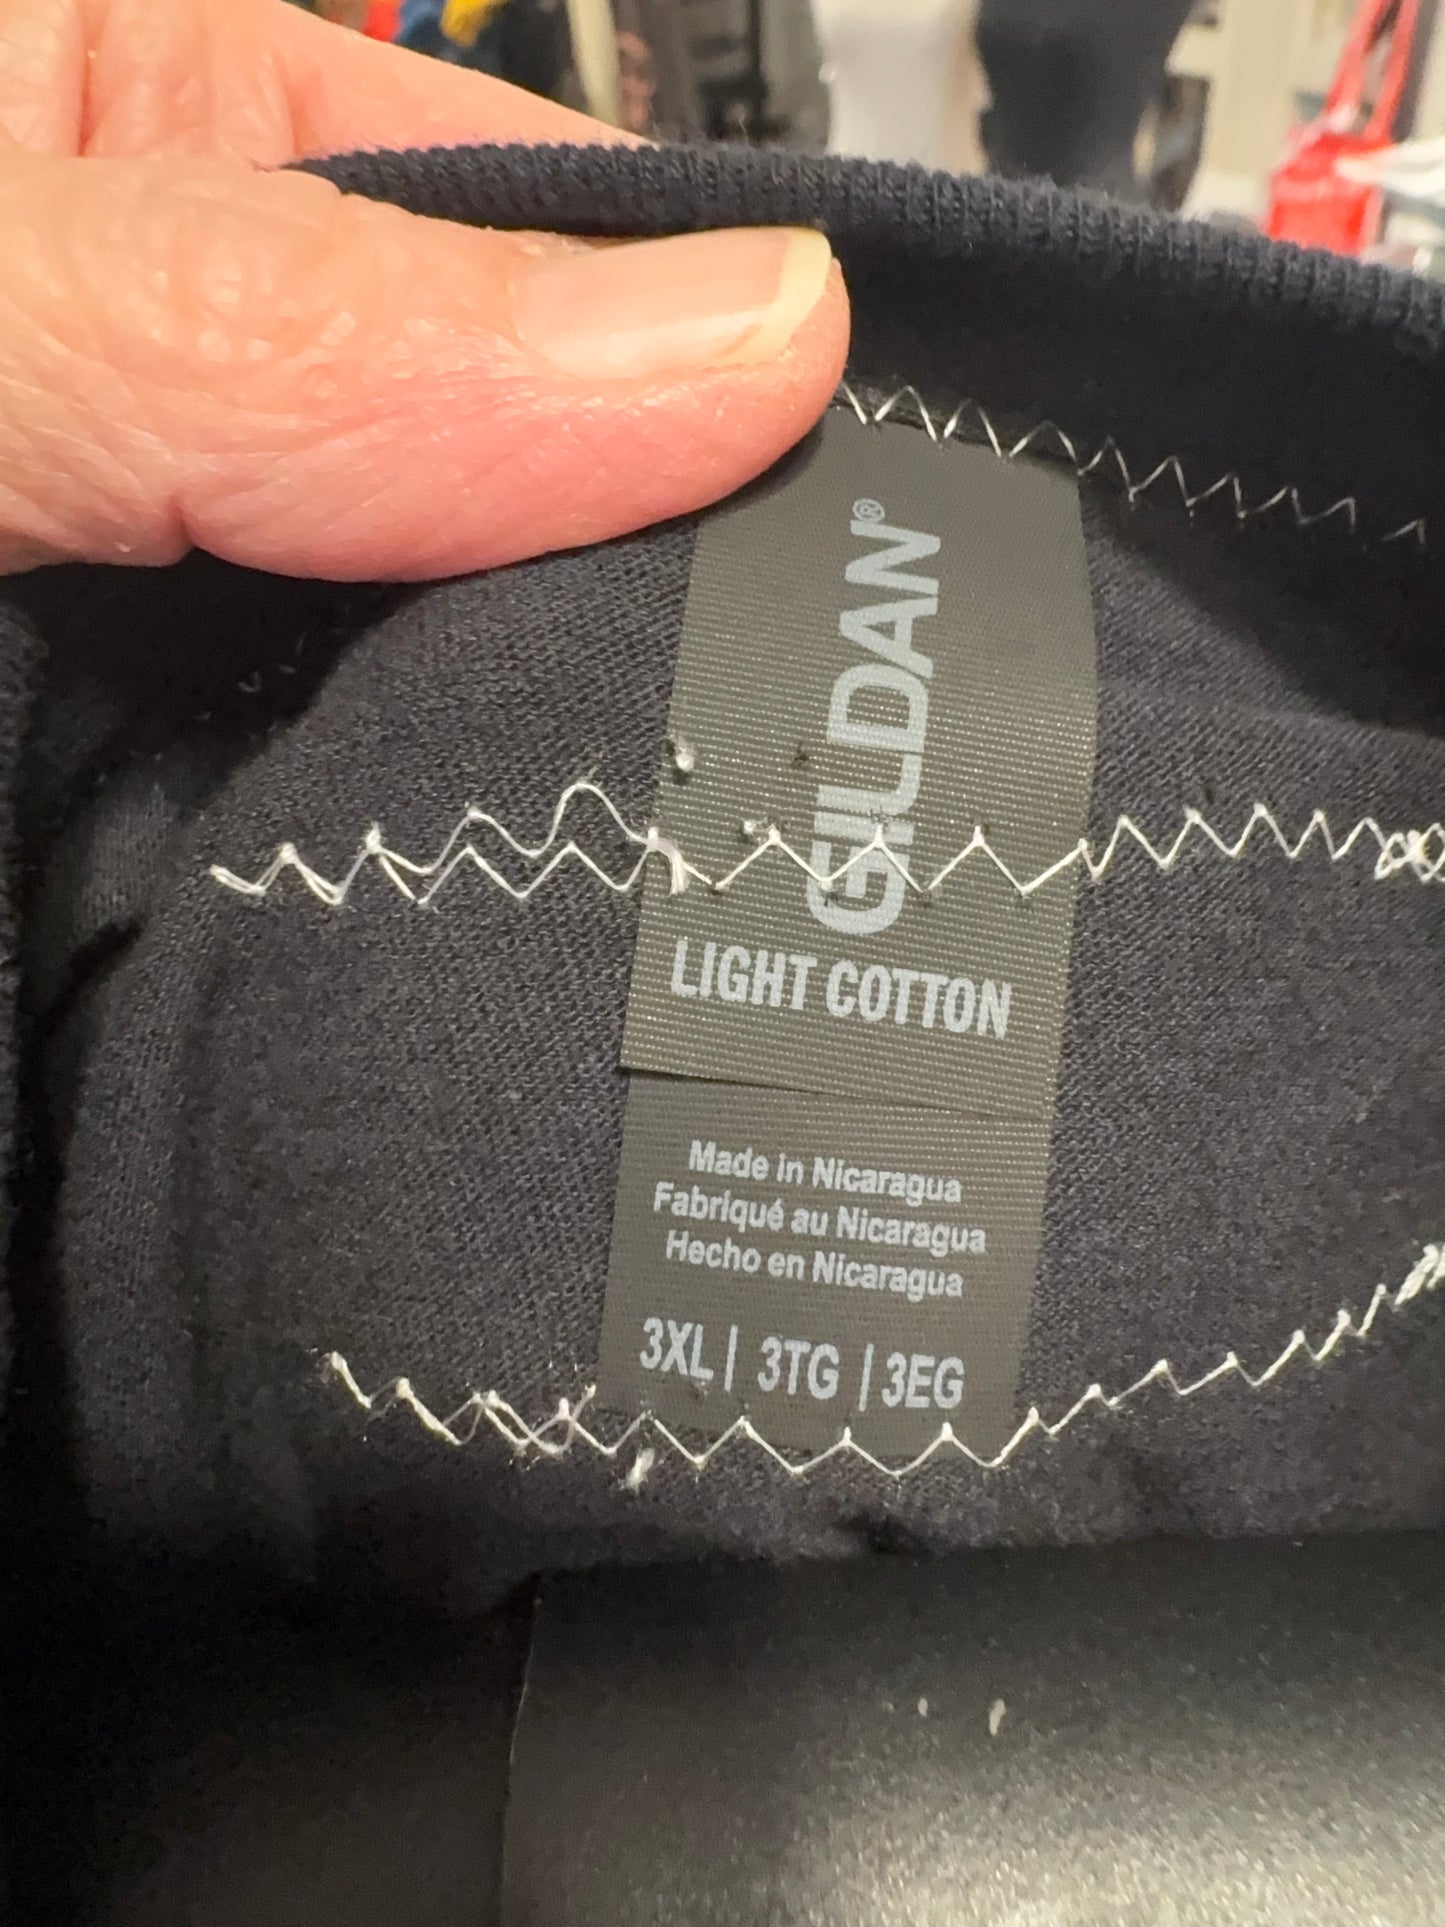 GILDAN®
LIGHT COTTON
Made in Nicaragua
Fabriqué au Nicaragua
Hecho en Nicaragua
3XL | 3TG | 3EG